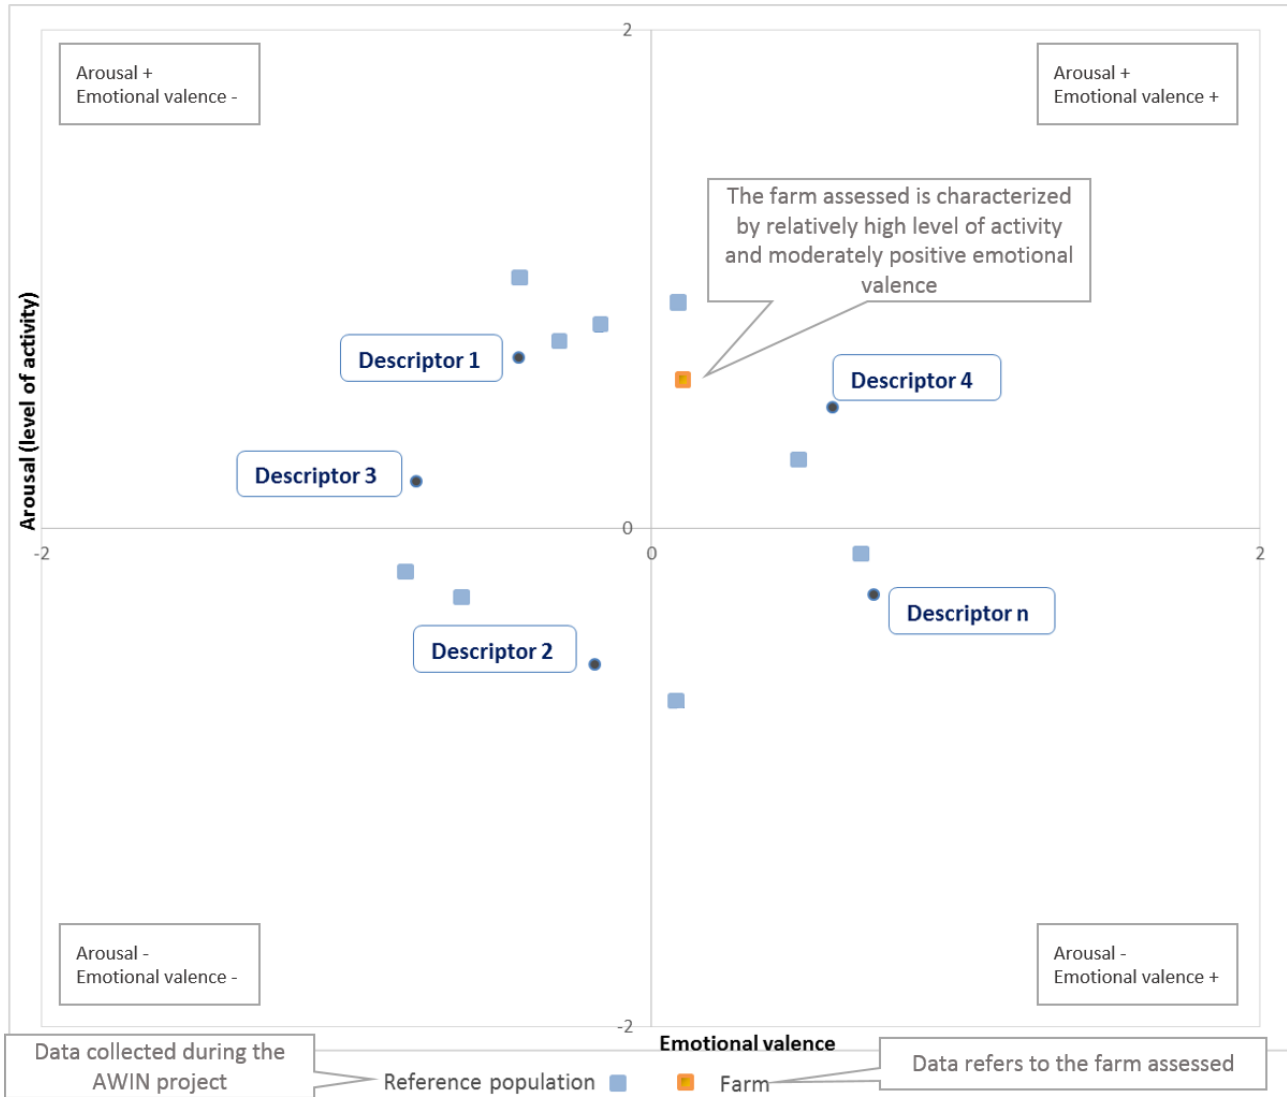 2
Arousal +
Emotional valence -
Arousal +
Emotional valence +
The farm assessed is characterized
by relatively high level of activity
and moderately positive emotional
valence
Arousal (level of activity)
Descriptor 1
Descriptor 4
Descriptor 3
0
-2
0
2
Descriptor n
Descriptor 2
Arousal -
Emotional valence -
Arousal -
Emotional valence +
-2
Emotional valence
Data collected during the
AWIN project
Reference population
Farm
Data refers to the farm assessed